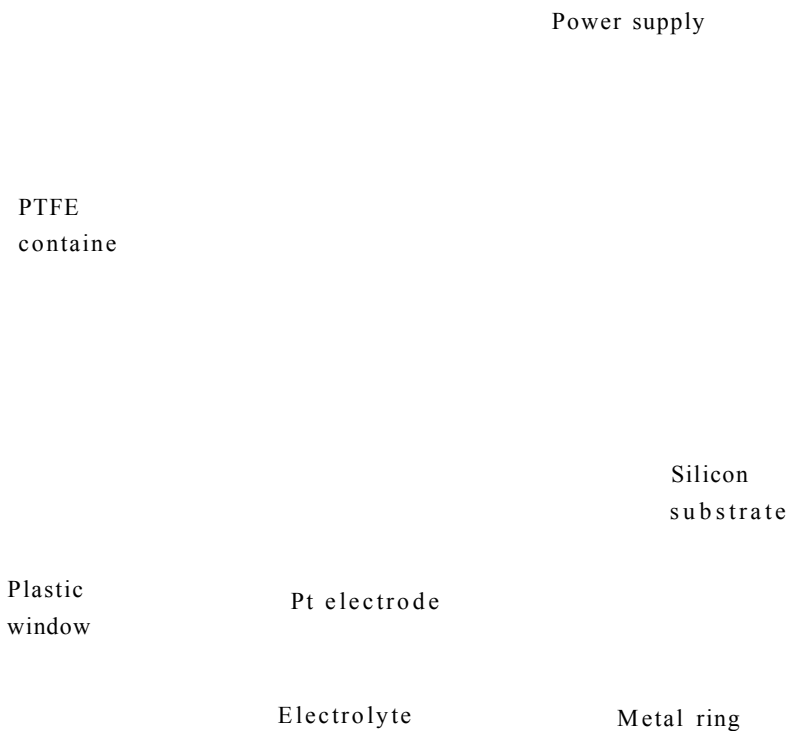 Power supply
PTFE
containe
Silicon
substrate
Plastic
window
Pt electrode
Electrolyte
Metal ring